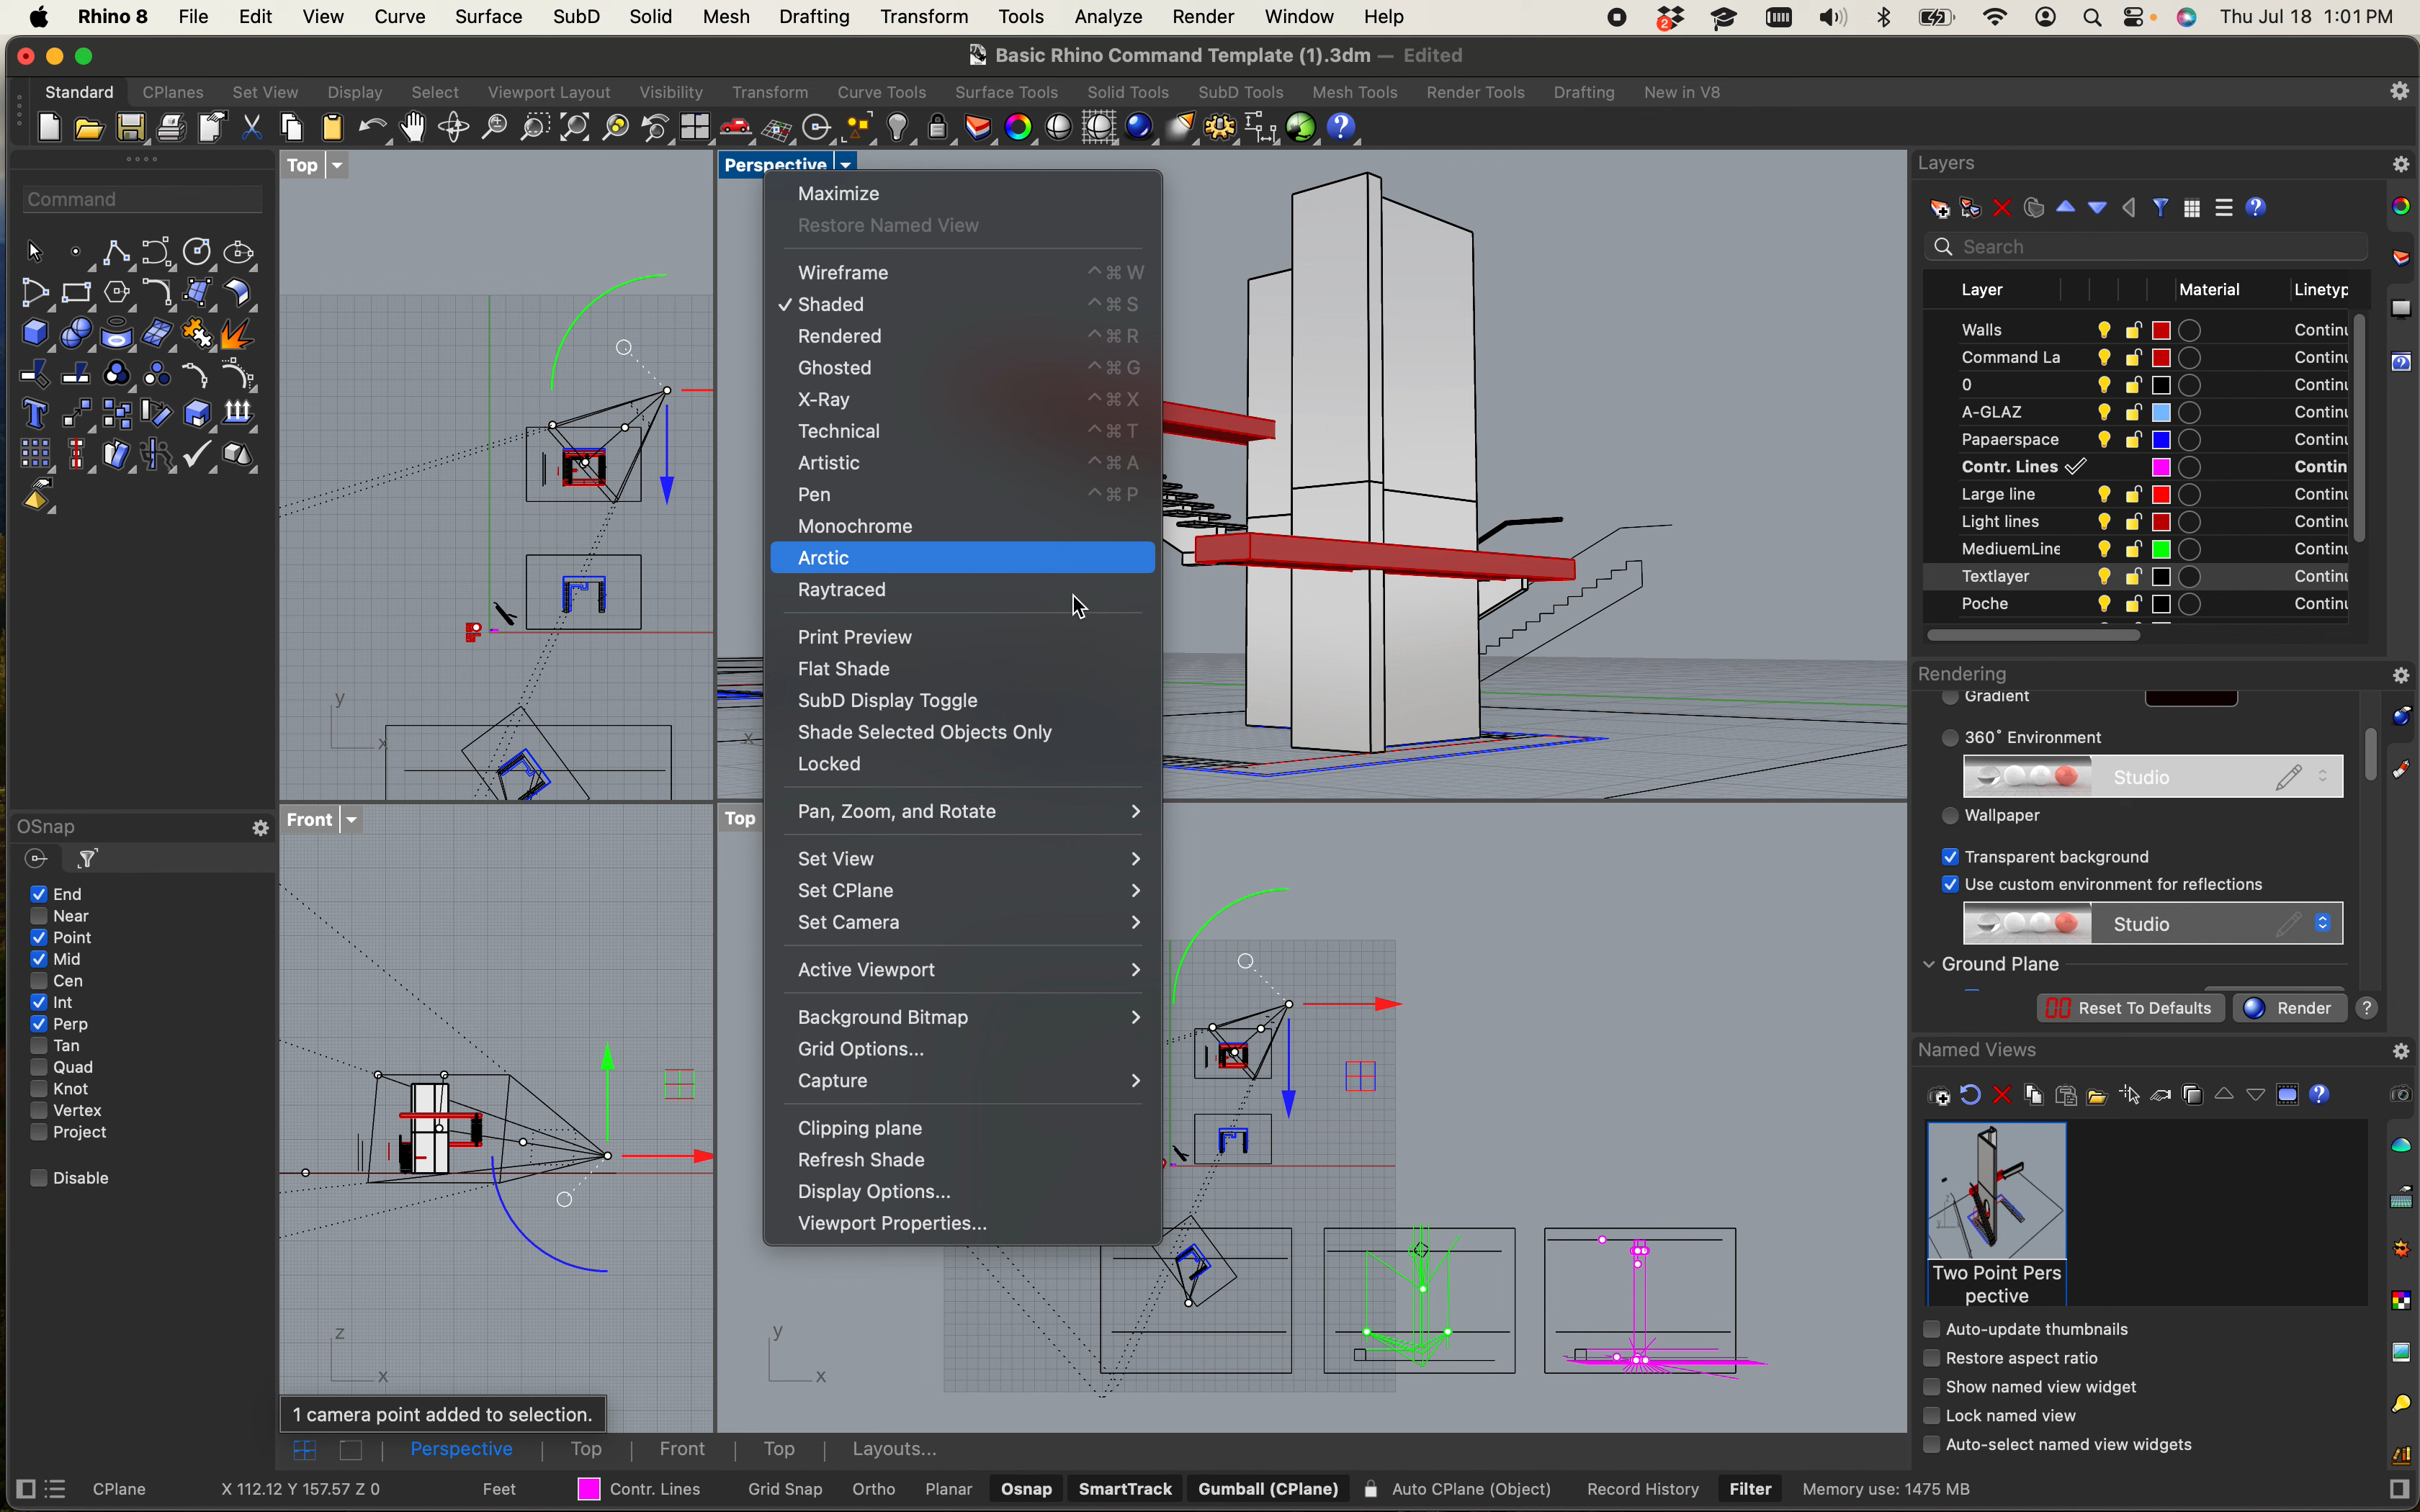 Rhino 8 File Edit View Curve Surface SubD Solid Mesh Drafting Transform Tools Analyze Render Window Help 2 Thu Jul 18 1:01 PM
Basic Rhino Command Template (1).3dm — Edited
Standard CPlanes Set View Display Select Viewport Layout Visibility Transform Curve Tools Surface Tools Solid Tools SubD Tools Mesh Tools Render Tools Drafting New in V8
Command
OSnap
End
Near
Point
Mid
Cen
Int
Perp
Tan
Quad
Knot
Vertex
Project
Disable
Top
y
x
Front
z
x
1 camera point added to selection.
Perspective
x
Top
y
x
Maximize
Restore Named View
Wireframe ^ ⌘ W
✓ Shaded ^ ⌘ S
Rendered ^ ⌘ R
Ghosted ^ ⌘ G
X-Ray ^ ⌘ X
Technical ^ ⌘ T
Artistic ^ ⌘ A
Pen ^ ⌘ P
Monochrome
Arctic
Raytraced
Print Preview
Flat Shade
SubD Display Toggle
Shade Selected Objects Only
Locked
Pan, Zoom, and Rotate
Set View
Set CPlane
Set Camera
Active Viewport
Background Bitmap
Grid Options...
Capture
Clipping plane
Refresh Shade
Display Options...
Viewport Properties...
Layers
Search
Layer Material Linetyp
Walls Continu
Command La Continu
0 Continu
A-GLAZ Continu
Papaerspace Continu
Contr. Lines Contin
Large line Continu
Light lines Continu
MediuemLine Continu
Textlayer Continu
Poche Continu
Rendering
Gradient
360° Environment
Studio
Wallpaper
Transparent background
Use custom environment for reflections
Studio
Ground Plane
Reset To Defaults Render ?
Named Views
Two Point Pers
pective
Auto-update thumbnails
Restore aspect ratio
Show named view widget
Lock named view
Auto-select named view widgets
Perspective Top Front Top Layouts...
CPlane X 112.12 Y 157.57 Z 0 Feet Contr. Lines Grid Snap Ortho Planar Osnap SmartTrack Gumball (CPlane) Auto CPlane (Object) Record History Filter Memory use: 1475 MB